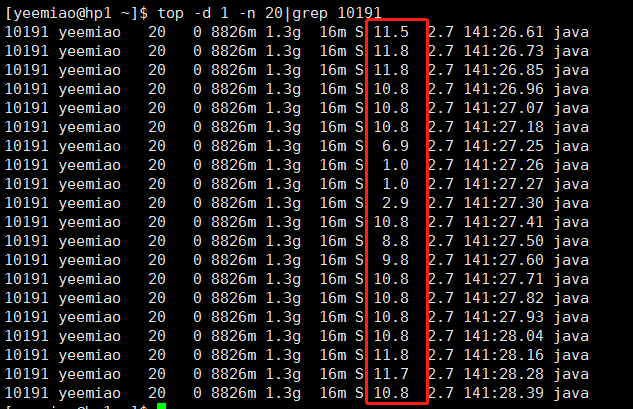 [yeemiao@hp1 ~]$ top -d 1 -n 20|grep 10191
10191 yeemiao   20   0 8826m 1.3g  16m S 11.5  2.7 141:26.61 java
10191 yeemiao   20   0 8826m 1.3g  16m S 11.8  2.7 141:26.73 java
10191 yeemiao   20   0 8826m 1.3g  16m S 11.8  2.7 141:26.85 java
10191 yeemiao   20   0 8826m 1.3g  16m S 10.8  2.7 141:26.96 java
10191 yeemiao   20   0 8826m 1.3g  16m S 10.8  2.7 141:27.07 java
10191 yeemiao   20   0 8826m 1.3g  16m S 10.8  2.7 141:27.18 java
10191 yeemiao   20   0 8826m 1.3g  16m S  6.9  2.7 141:27.25 java
10191 yeemiao   20   0 8826m 1.3g  16m S  1.0  2.7 141:27.26 java
10191 yeemiao   20   0 8826m 1.3g  16m S  1.0  2.7 141:27.27 java
10191 yeemiao   20   0 8826m 1.3g  16m S  2.9  2.7 141:27.30 java
10191 yeemiao   20   0 8826m 1.3g  16m S 10.8  2.7 141:27.41 java
10191 yeemiao   20   0 8826m 1.3g  16m S  8.8  2.7 141:27.50 java
10191 yeemiao   20   0 8826m 1.3g  16m S  9.8  2.7 141:27.60 java
10191 yeemiao   20   0 8826m 1.3g  16m S 10.8  2.7 141:27.71 java
10191 yeemiao   20   0 8826m 1.3g  16m S 10.8  2.7 141:27.82 java
10191 yeemiao   20   0 8826m 1.3g  16m S 10.8  2.7 141:27.93 java
10191 yeemiao   20   0 8826m 1.3g  16m S 10.8  2.7 141:28.04 java
10191 yeemiao   20   0 8826m 1.3g  16m S 11.8  2.7 141:28.16 java
10191 yeemiao   20   0 8826m 1.3g  16m S 11.7  2.7 141:28.28 java
10191 yeemiao   20   0 8826m 1.3g  16m S 10.8  2.7 141:28.39 java
[yeemiao@hp1 ~]$